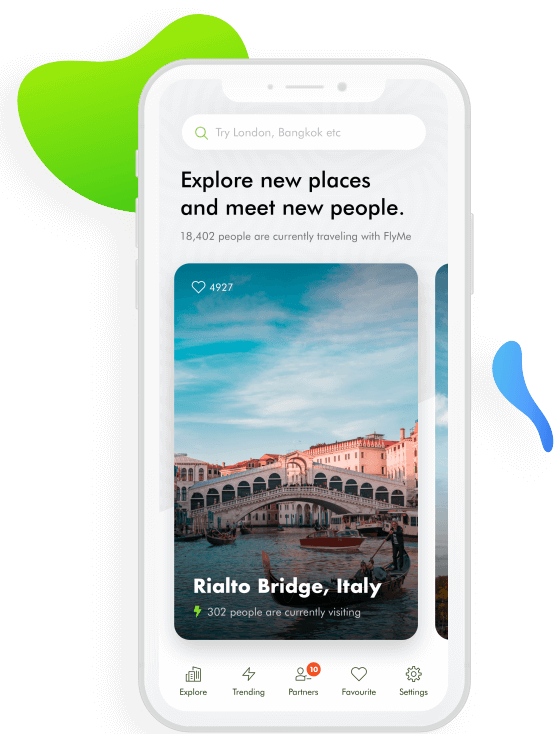 Try London, Bangkok etc
Explore new places
and meet new people.
18,402 people are currently traveling with FlyMe
4927
Rialto Bridge, Italy
302 people are currently visiting
10
Explore Trending Partners Favourite Settings